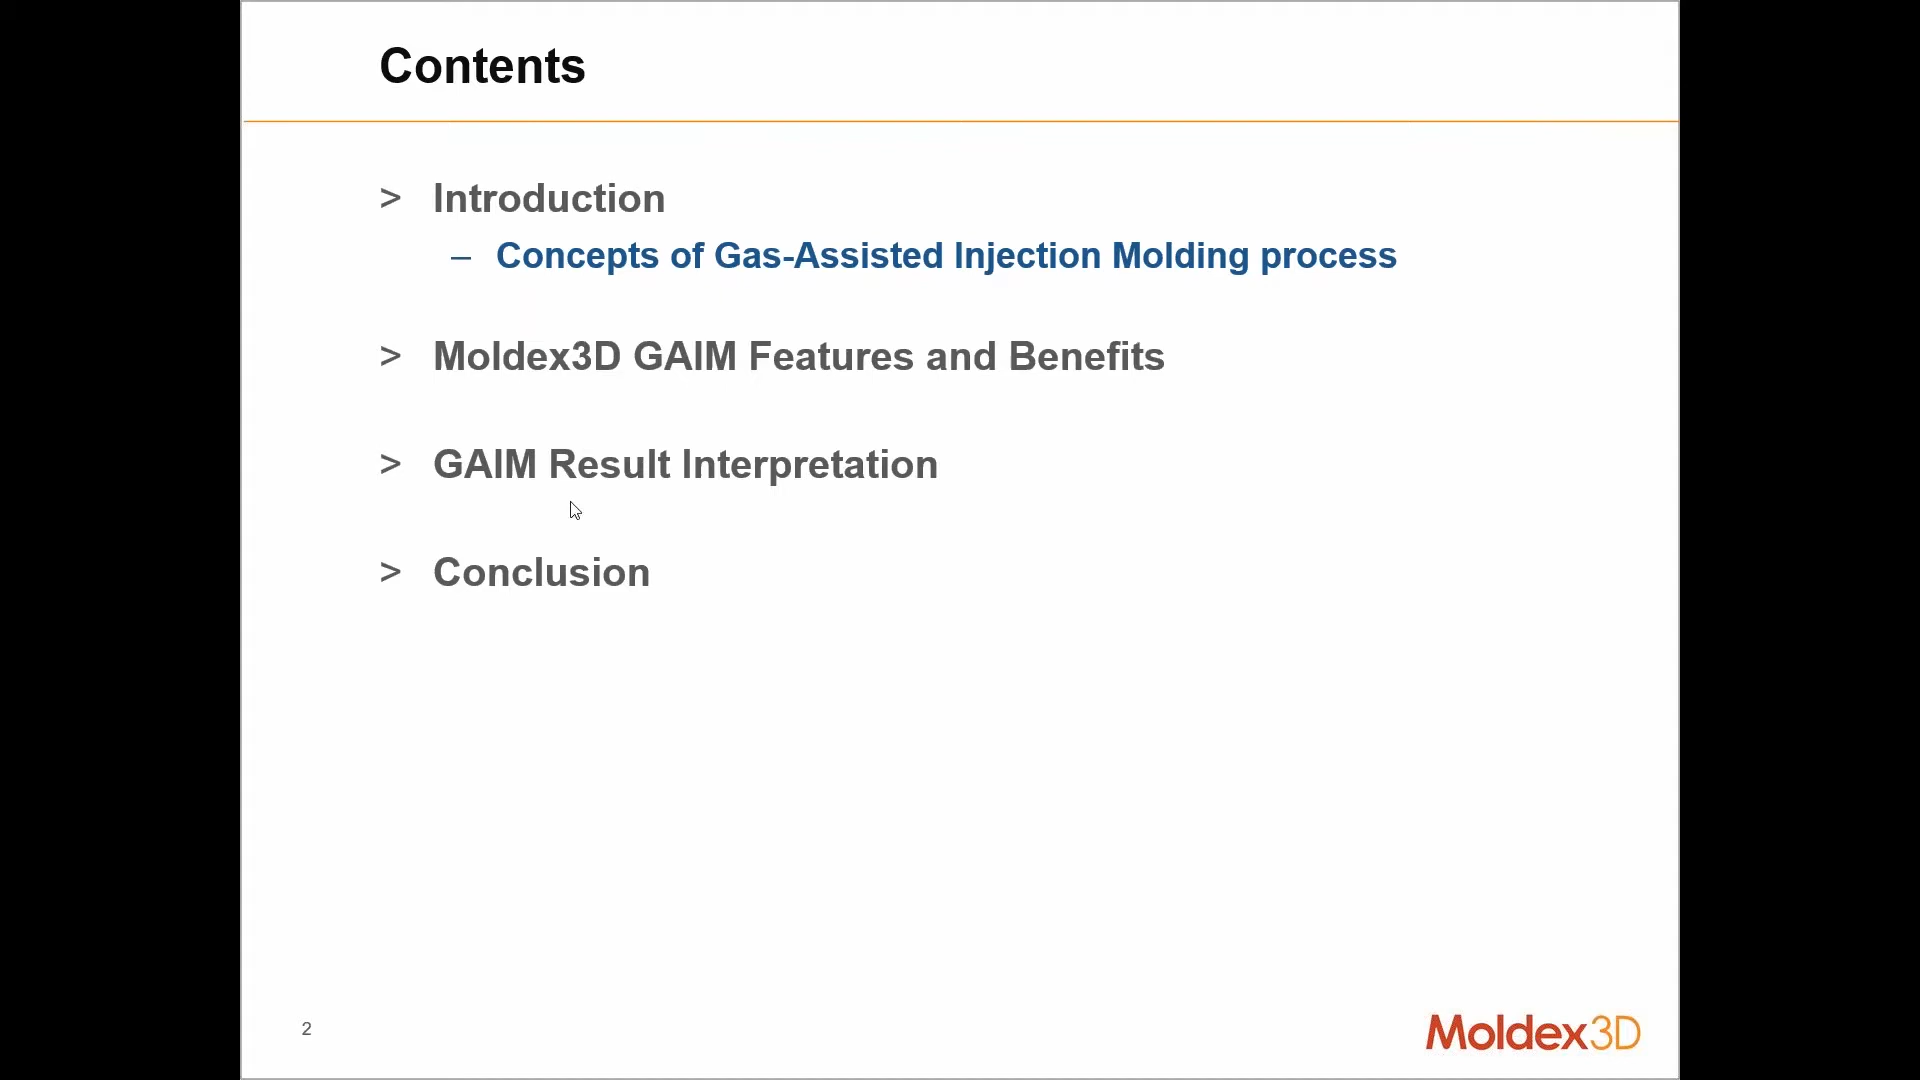 Contents
> Introduction
– Concepts of Gas-Assisted Injection Molding process
> Moldex3D GAIM Features and Benefits
> GAIM Result Interpretation
> Conclusion
2
Moldex3D